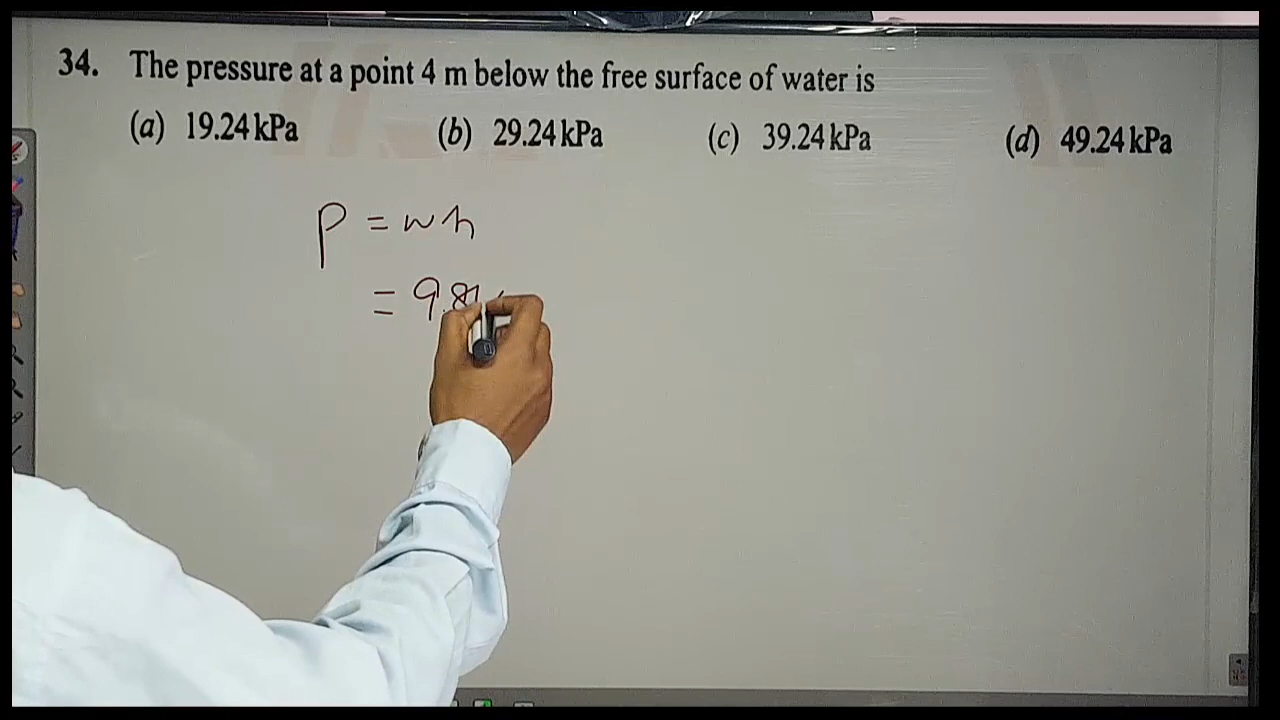 34. The pressure at a point 4 m below the free surface of water is
(a) 19.24 kPa (b) 29.24 kPa (c) 39.24 kPa (d) 49.24 kPa
P = wh
= 9.81